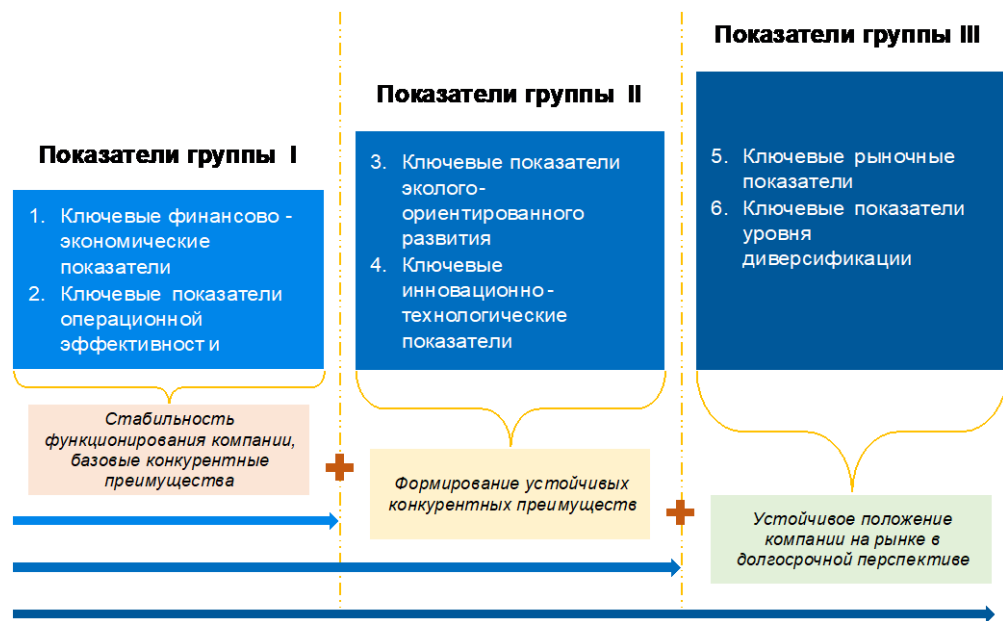 Показатели группы I
1. Ключевые финансово -
экономические
показатели
2. Ключевые показатели
операционной
эффективност и
Стабильность
функционирования компании,
базовые конкурентные
преимущества
Показатели группы II
3. Ключевые показатели
эколого-
ориентированного
развития
4. Ключевые
инновационно -
технологические
показатели
Формирование устойчивых
конкурентных преимуществ
Показатели группы III
5. Ключевые рыночные
показатели
6. Ключевые показатели
уровня
диверсификации
Устойчивое положение
компании на рынке в
долгосрочной перспективе